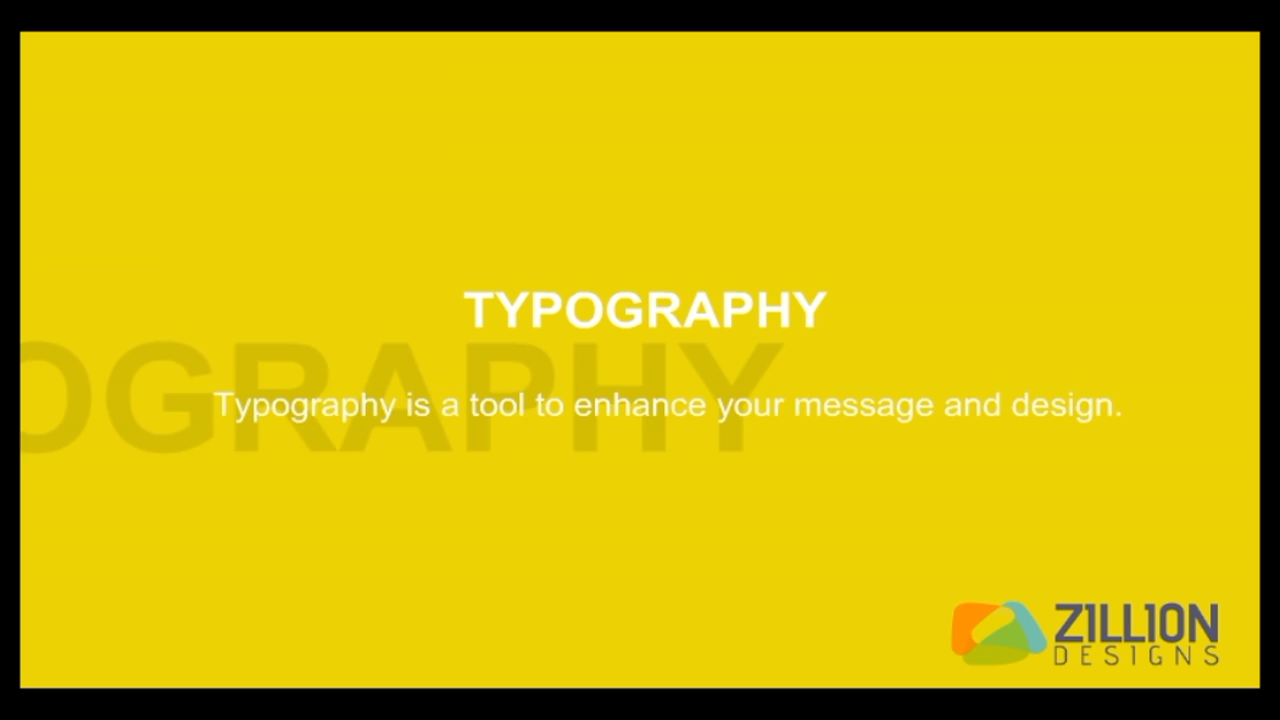 TYPOGRAPHY
OGRAPHY
Typography is a tool to enhance your message and design.
ZILLION
DESIGNS